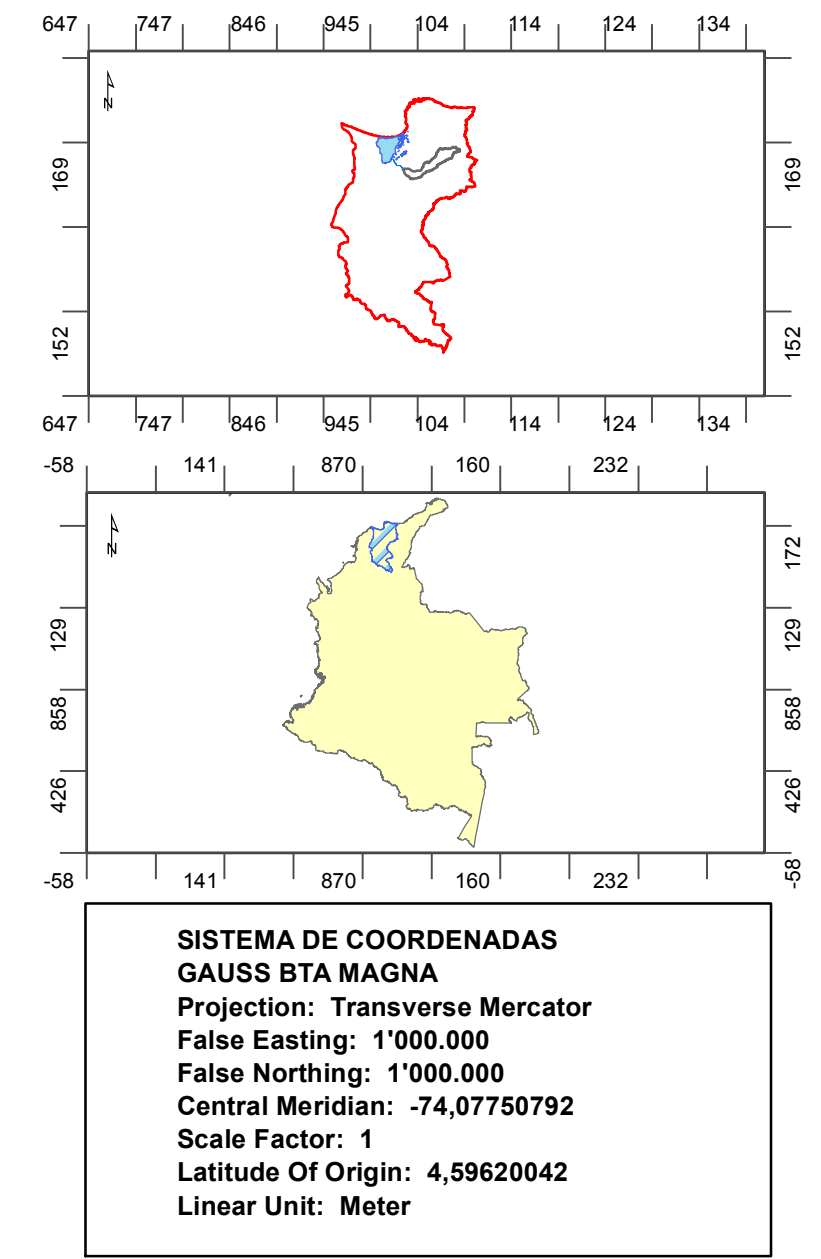 647 747 846 945 104 114 124 134
N
169 169
152 152
647 747 846 945 104 114 124 134
-58 141 870 160 232
N
172
129 129
858 858
426 426
-58
-58 141 870 160 232
SISTEMA DE COORDENADAS
GAUSS BTA MAGNA
Projection: Transverse Mercator
False Easting: 1'000.000
False Northing: 1'000.000
Central Meridian: -74,07750792
Scale Factor: 1
Latitude Of Origin: 4,59620042
Linear Unit: Meter